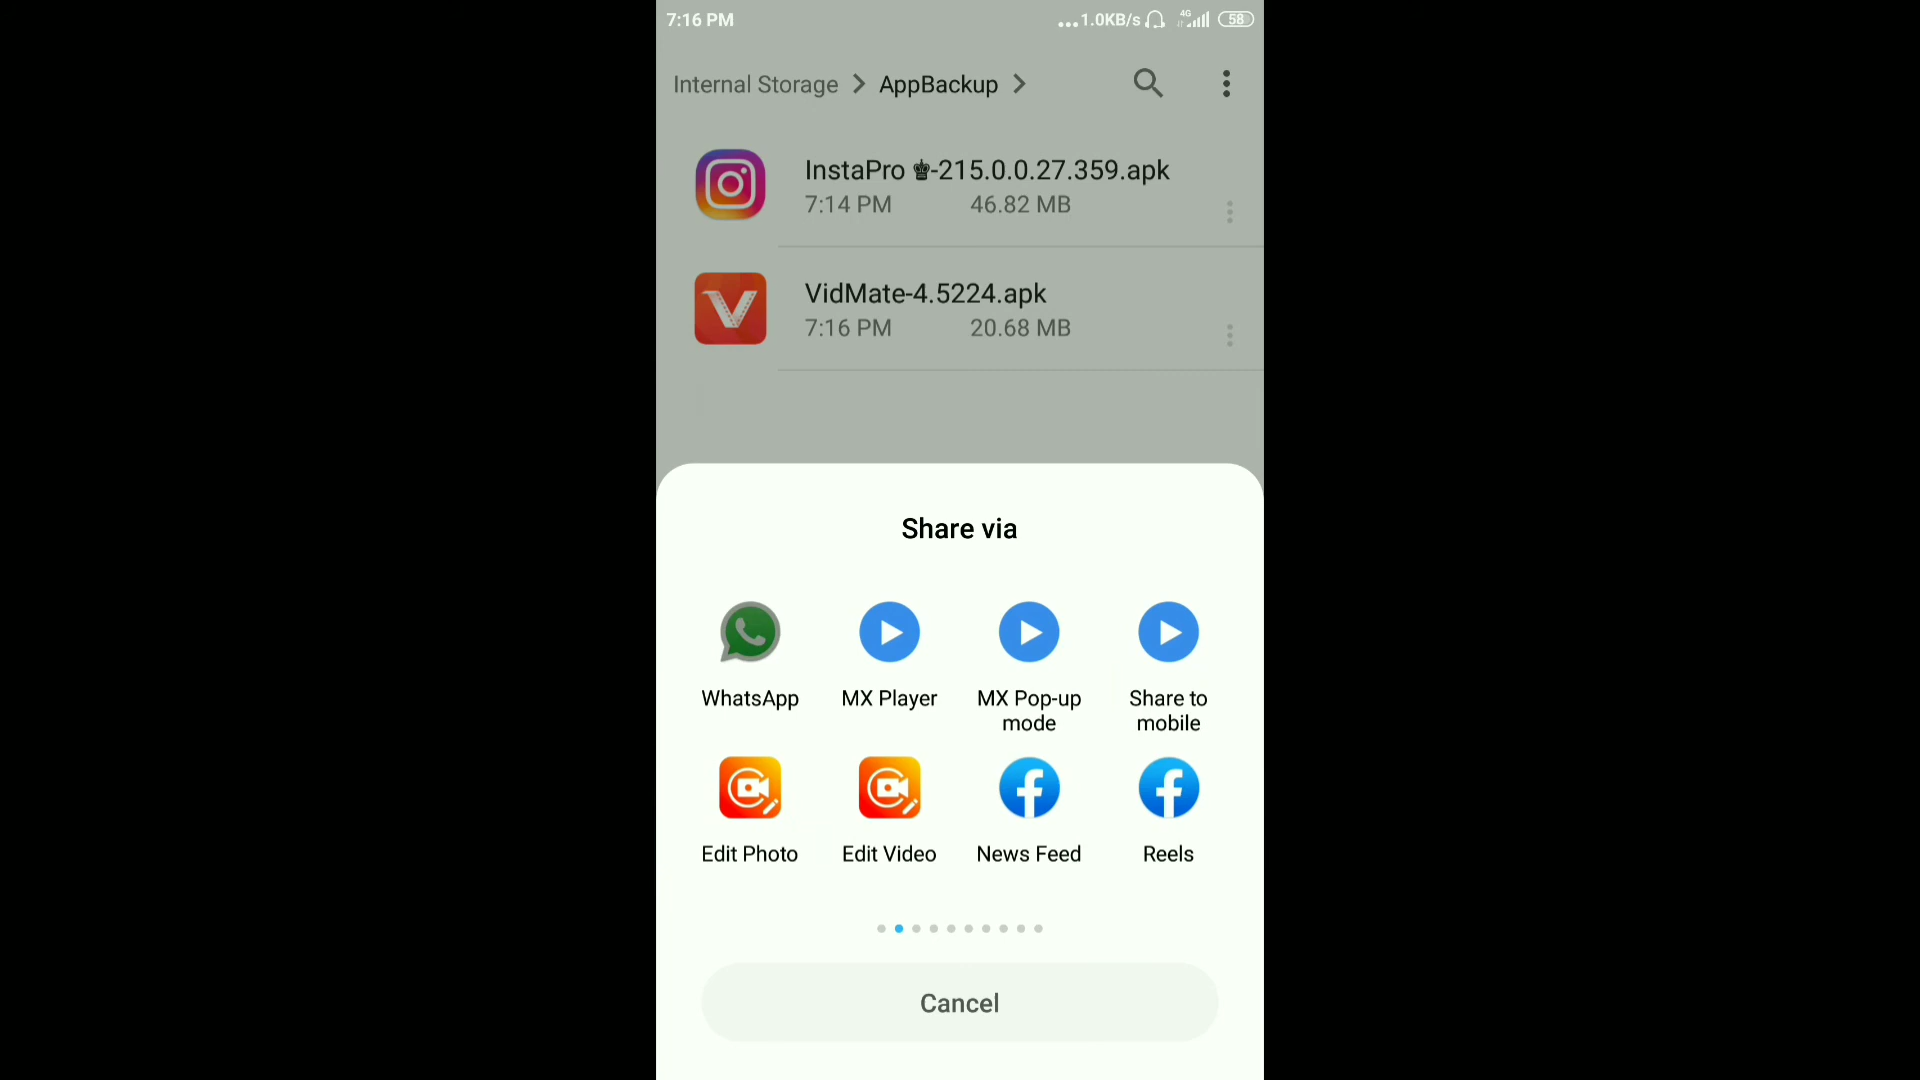 7:16 PM ...1.0KB/s 4G 58
Internal Storage > AppBackup >
InstaPro ♚-215.0.0.27.359.apk
7:14 PM 46.82 MB
VidMate-4.5224.apk
7:16 PM 20.68 MB
Share via
WhatsApp MX Player MX Pop-up Share to
mode mobile
Edit Photo Edit Video News Feed Reels
Cancel